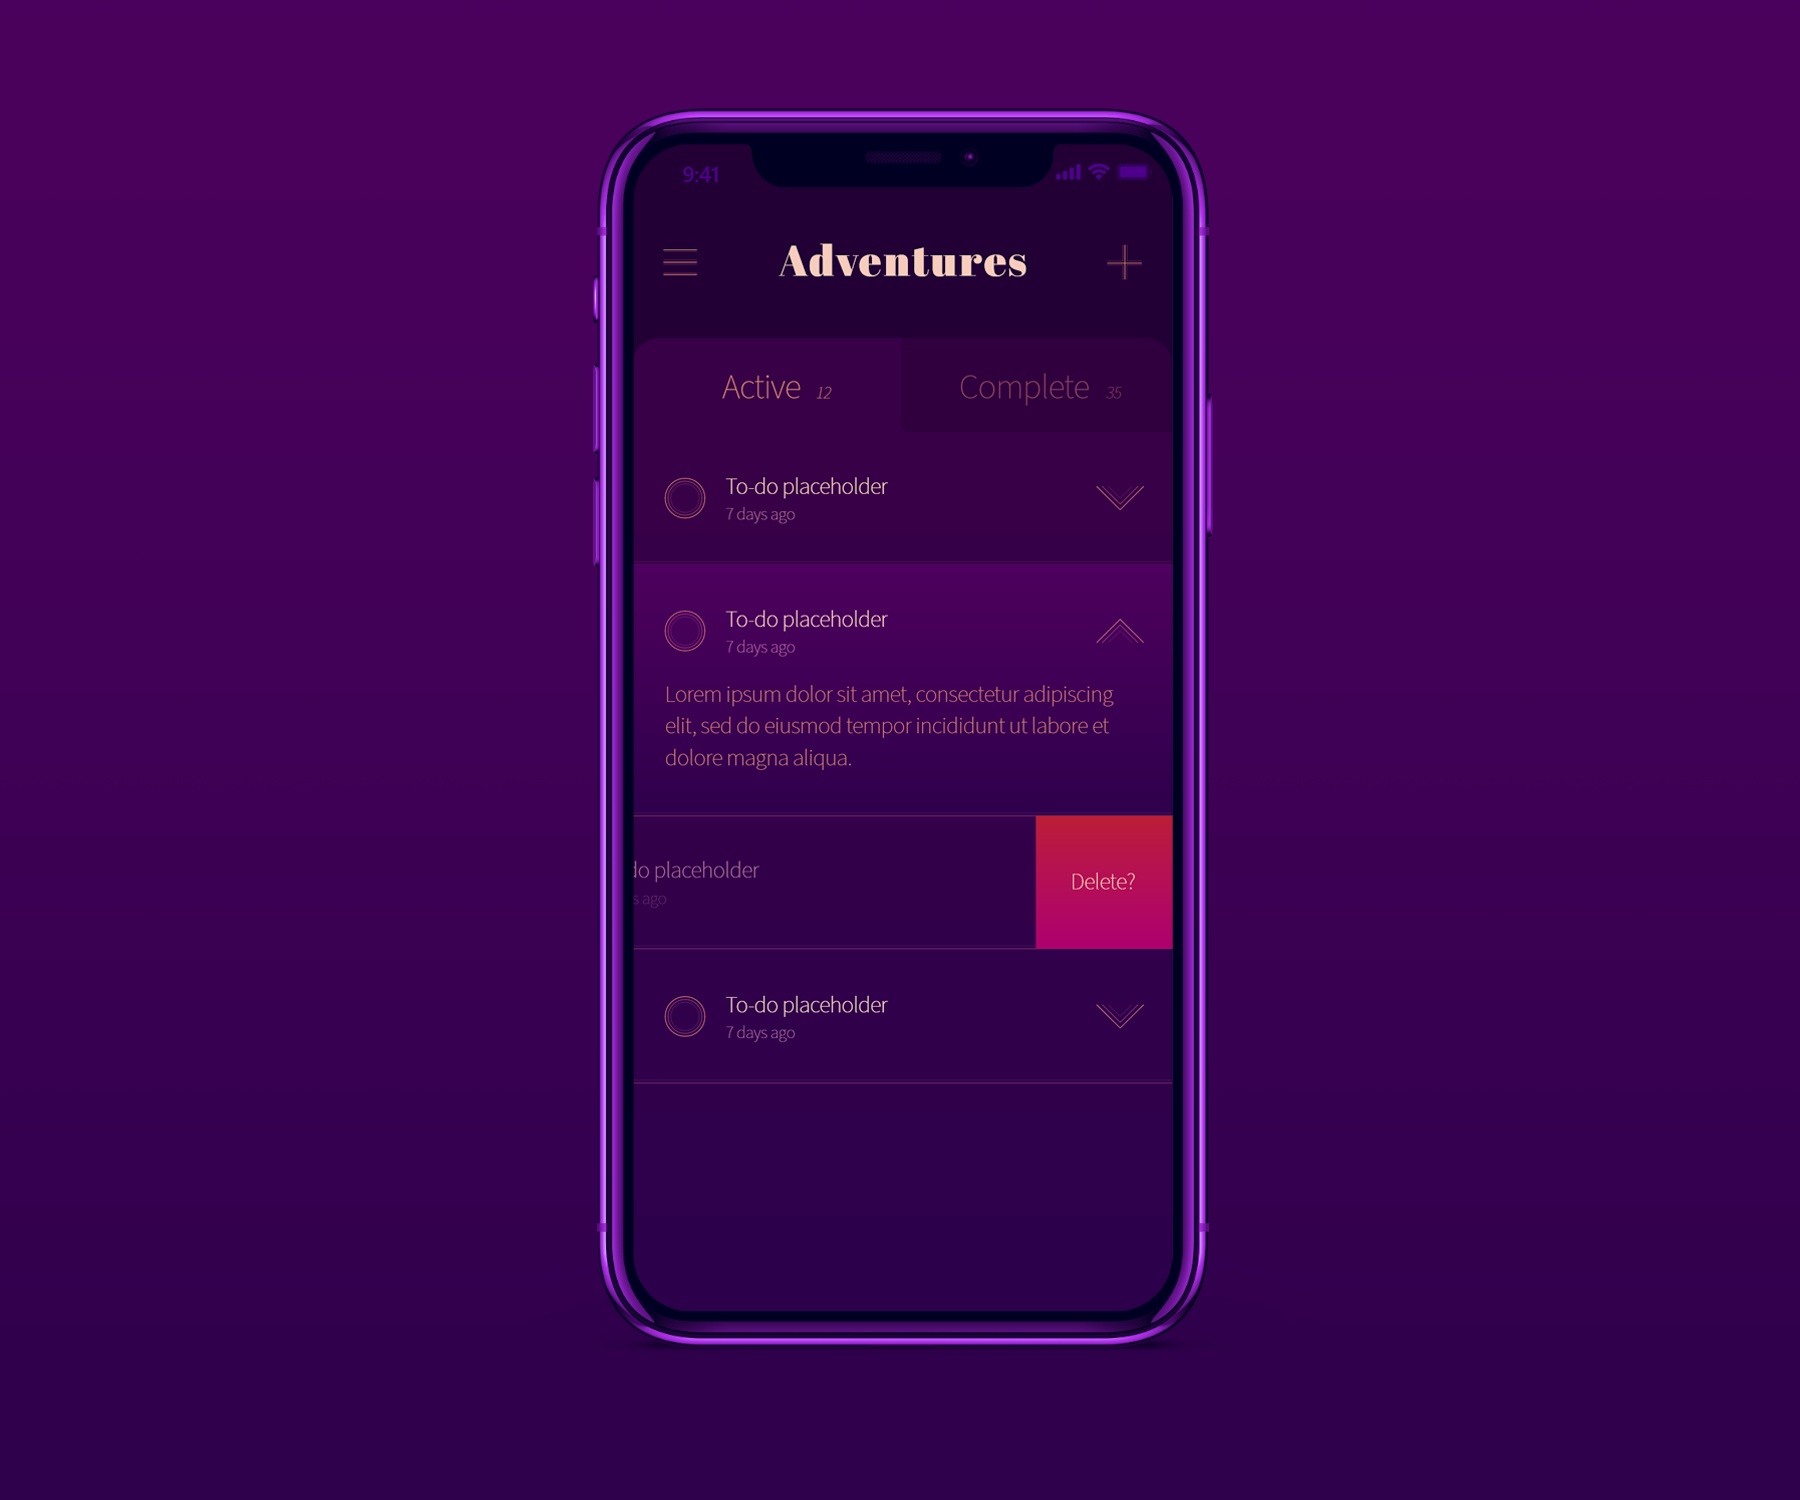 9:41
Adventures
Active 12
Complete 35
To-do placeholder
7 days ago
To-do placeholder
7 days ago
Lorem ipsum dolor sit amet, consectetur adipiscing
elit, sed do eiusmod tempor incididunt ut labore et
dolore magna aliqua.
do placeholder
s ago
Delete?
To-do placeholder
7 days ago